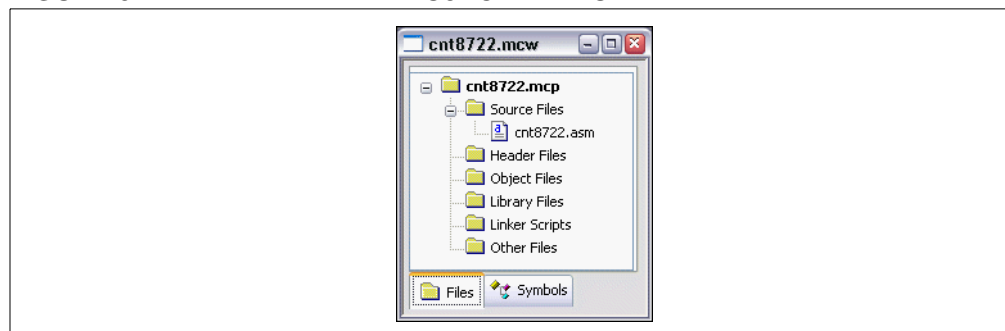 cnt8722.mcw
cnt8722.mcp
Source Files
cnt8722.asm
Header Files
Object Files
Library Files
Linker Scripts
Other Files
Files Symbols